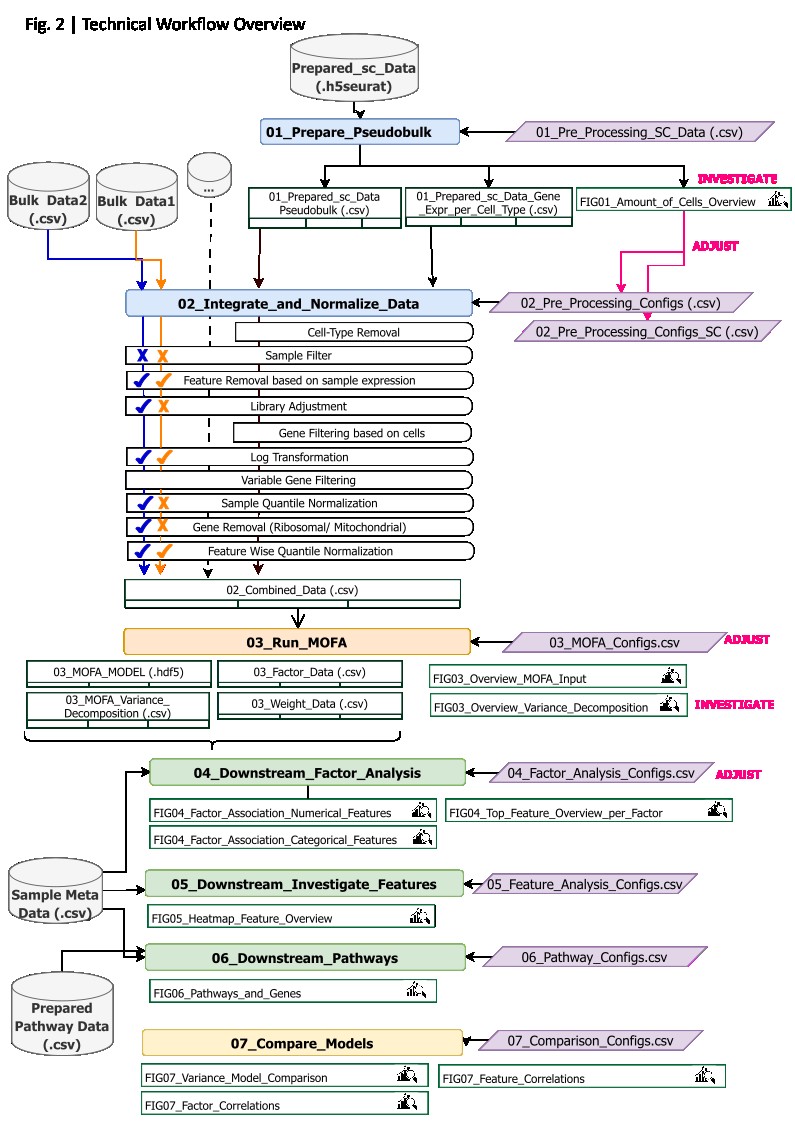 Fig. 2 | Technical Workflow Overview
Prepared_sc_Data
(.h5seurat)
01_Prepare_Pseudobulk
01_Pre_Processing_SC_Data (.csv)
Bulk Data2
(.csv)
Bulk Data1
(.csv)
...
01_Prepared_sc_Data
Pseudobulk (.csv)
01_Prepared_sc_Data_Gene
_Expr_per_Cell_Type (.csv)
INVESTIGATE
FIG01_Amount_of_Cells_Overview
ADJUST
02_Integrate_and_Normalize_Data
02_Pre_Processing_Configs (.csv)
02_Pre_Processing_Configs_SC (.csv)
Cell-Type Removal
X X Sample Filter
✓ ✓ Feature Removal based on sample expression
✓ X Library Adjustment
Gene Filtering based on cells
✓ ✓ Log Transformation
Variable Gene Filtering
✓ X Sample Quantile Normalization
✓ X Gene Removal (Ribosomal/ Mitochondrial)
✓ ✓ Feature Wise Quantile Normalization
02_Combined_Data (.csv)
03_Run_MOFA
03_MOFA_Configs.csv
ADJUST
03_MOFA_MODEL (.hdf5)
03_Factor_Data (.csv)
FIG03_Overview_MOFA_Input
03_MOFA_Variance_
Decomposition (.csv)
03_Weight_Data (.csv)
FIG03_Overview_Variance_Decomposition
INVESTIGATE
04_Downstream_Factor_Analysis
04_Factor_Analysis_Configs.csv
ADJUST
FIG04_Factor_Association_Numerical_Features
FIG04_Top_Feature_Overview_per_Factor
FIG04_Factor_Association_Categorical_Features
Sample Meta
Data (.csv)
05_Downstream_Investigate_Features
05_Feature_Analysis_Configs.csv
FIG05_Heatmap_Feature_Overview
06_Downstream_Pathways
06_Pathway_Configs.csv
FIG06_Pathways_and_Genes
Prepared
Pathway Data
(.csv)
07_Compare_Models
07_Comparison_Configs.csv
FIG07_Variance_Model_Comparison
FIG07_Feature_Correlations
FIG07_Factor_Correlations